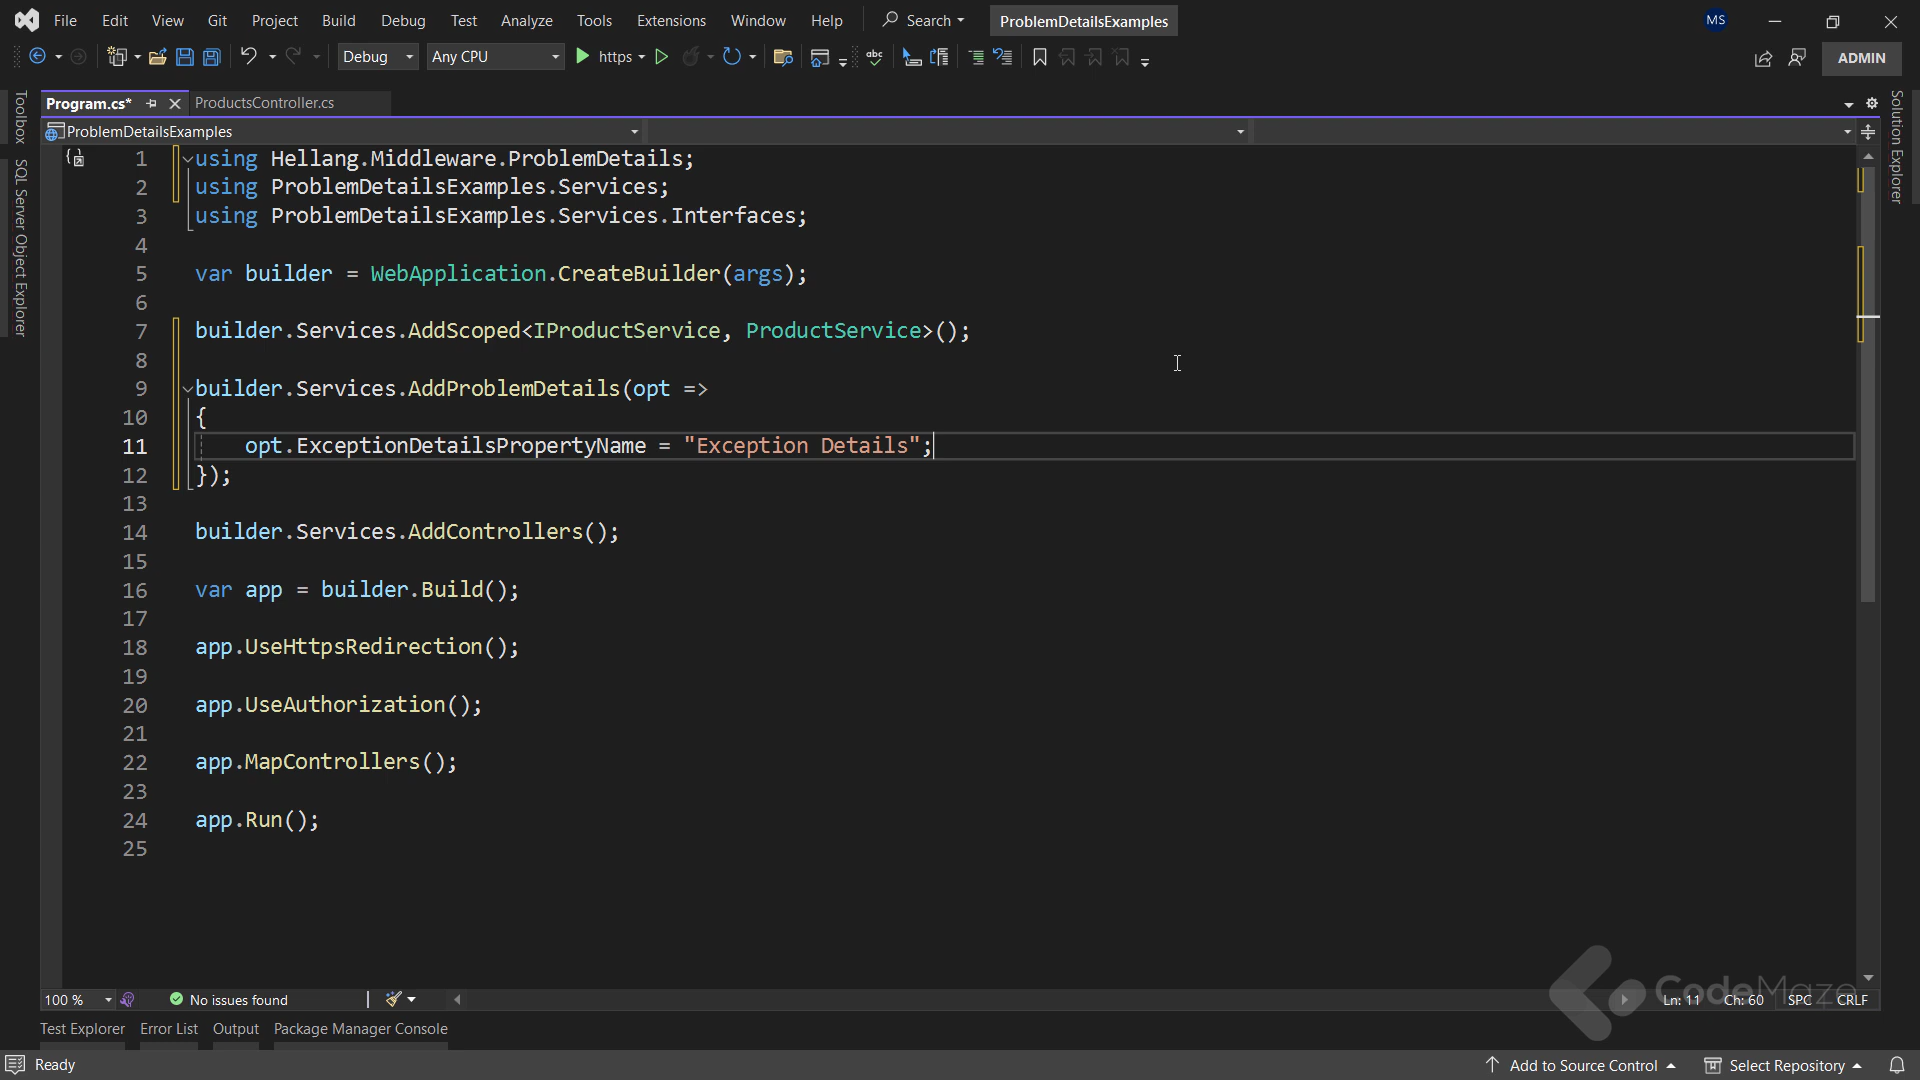 File Edit View Git Project Build Debug Test Analyze Tools Extensions Window Help Search ProblemDetailsExamples MS
Debug Any CPU https abc ADMIN
Toolbox
SQL Server Object Explorer
Solution Explorer
Program.cs* ProductsController.cs
ProblemDetailsExamples
1 using Hellang.Middleware.ProblemDetails;
2 using ProblemDetailsExamples.Services;
3 using ProblemDetailsExamples.Services.Interfaces;
4
5 var builder = WebApplication.CreateBuilder(args);
6
7 builder.Services.AddScoped<IProductService, ProductService>();
8
9 builder.Services.AddProblemDetails(opt =>
10 {
11     opt.ExceptionDetailsPropertyName = "Exception Details";
12 });
13
14 builder.Services.AddControllers();
15
16 var app = builder.Build();
17
18 app.UseHttpsRedirection();
19
20 app.UseAuthorization();
21
22 app.MapControllers();
23
24 app.Run();
25
100 % No issues found Ln: 11 Ch: 60 SPC CRLF
CodeMaze
Test Explorer Error List Output Package Manager Console
Ready Add to Source Control Select Repository